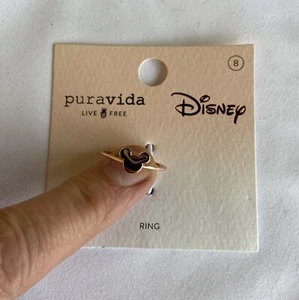 8
puravida
LIVE FREE
Disney
RING